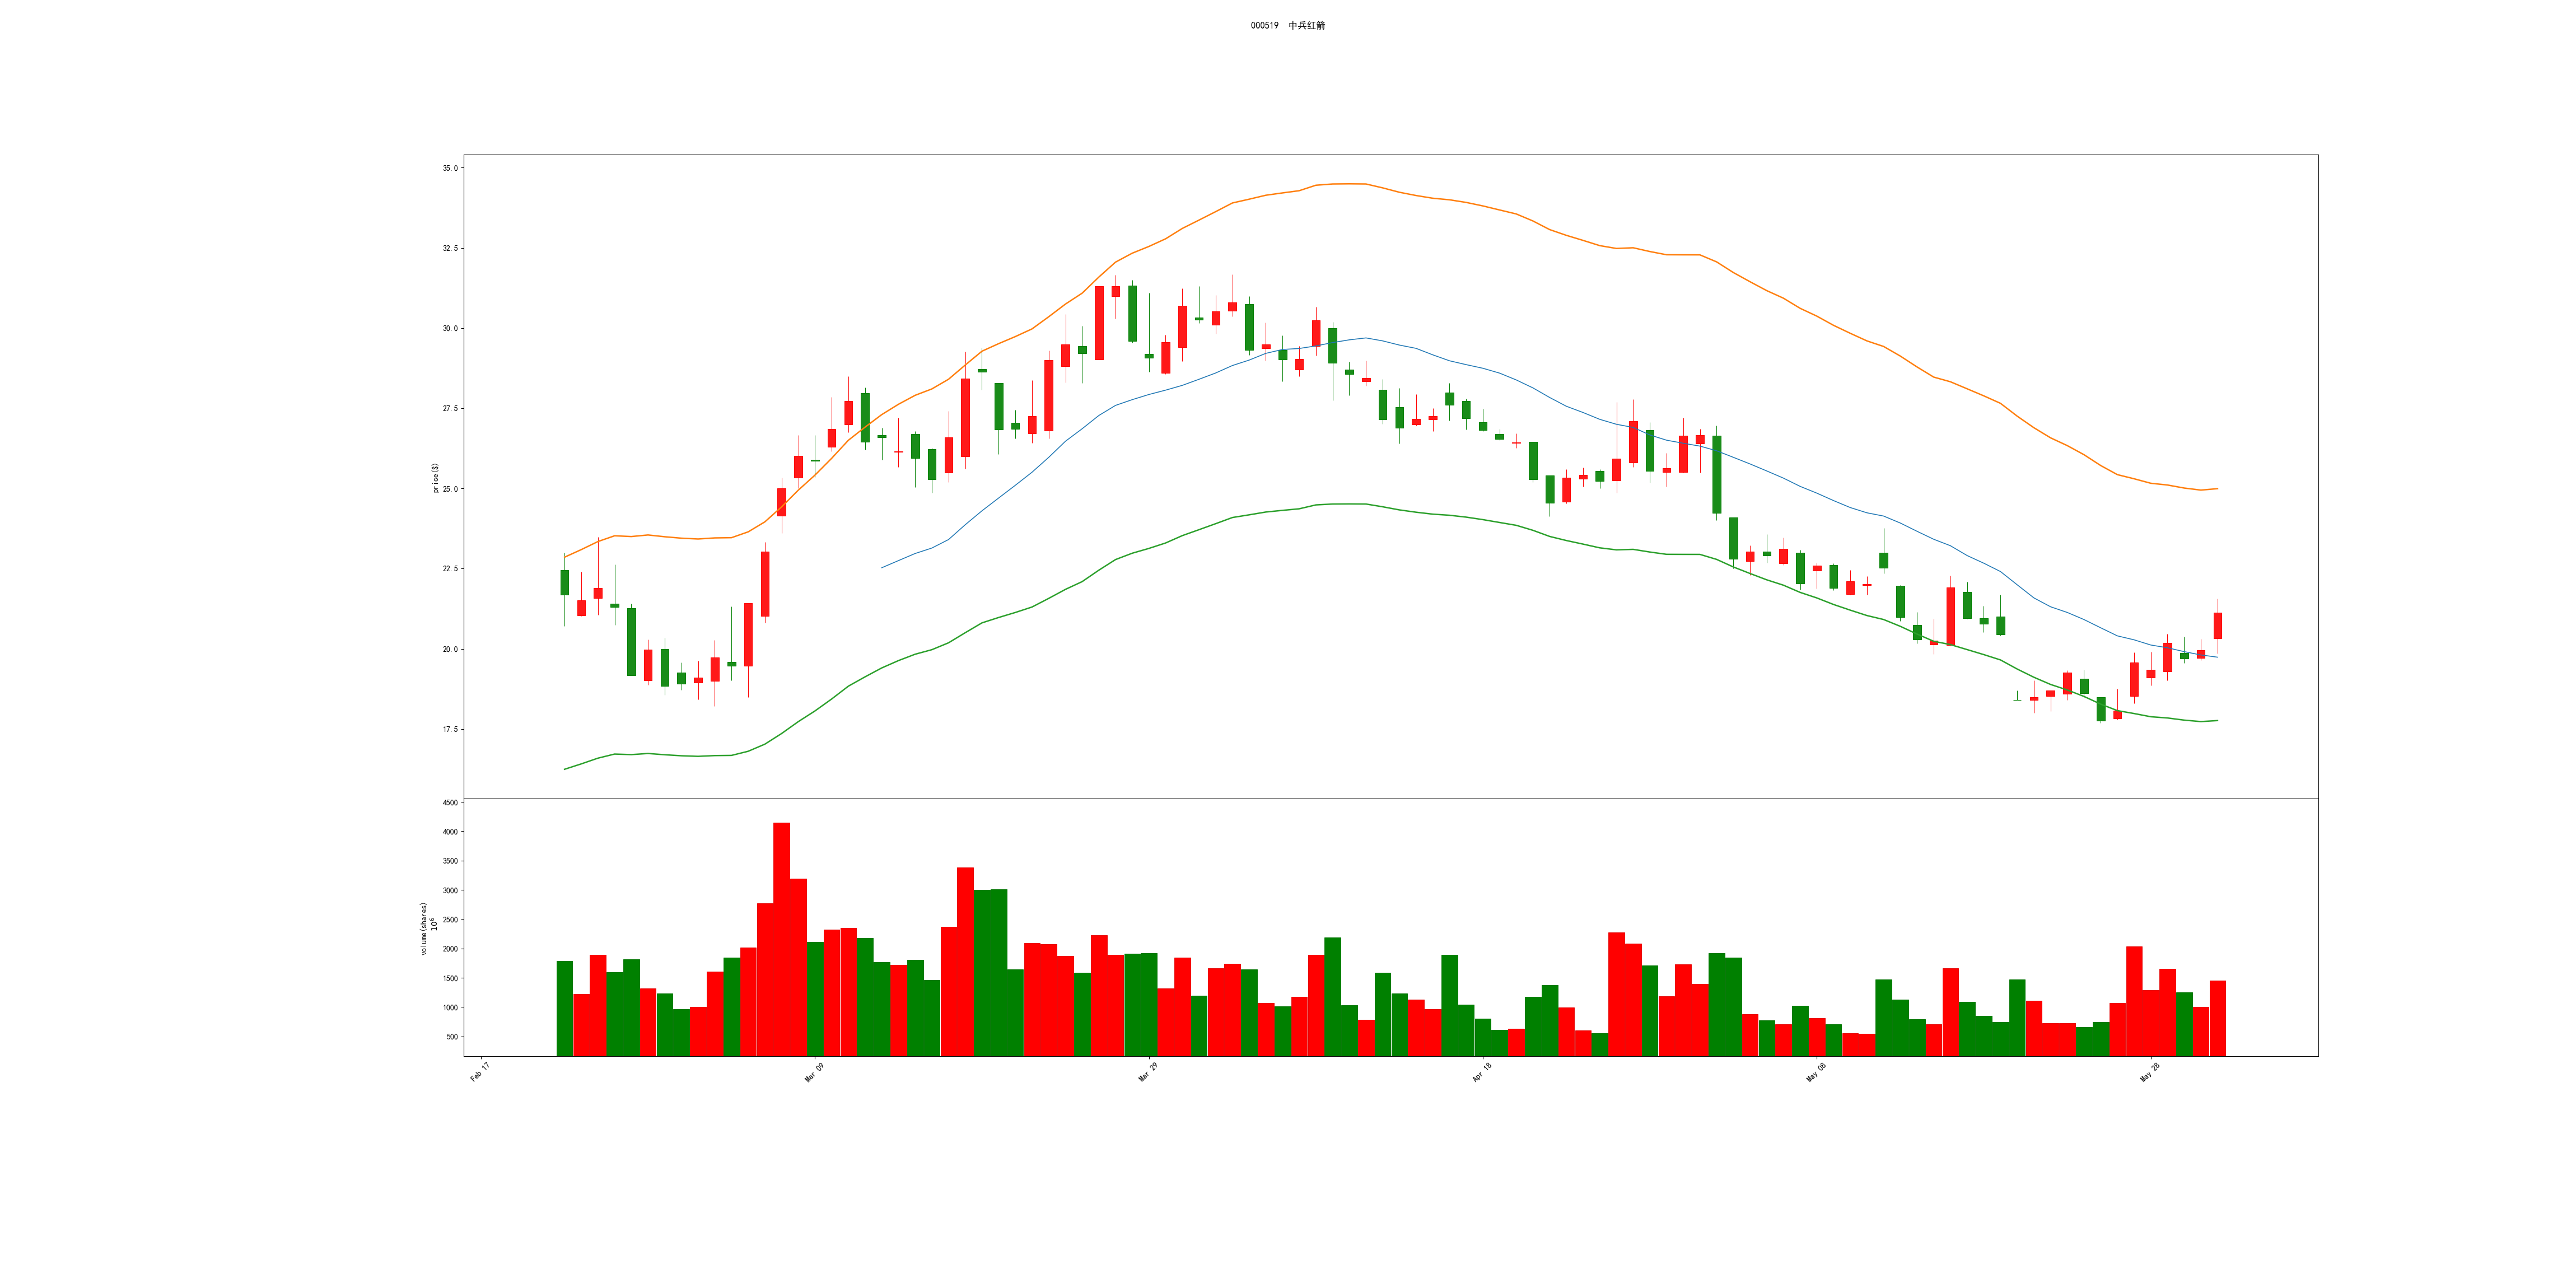 000519 中兵红箭
35.0
32.5
30.0
27.5
25.0
22.5
20.0
17.5
price($)
4500
4000
3500
3000
2500
2000
1500
1000
500
volume(shares)
10⁶
Feb 17
Mar 09
Mar 29
Apr 18
May 08
May 28